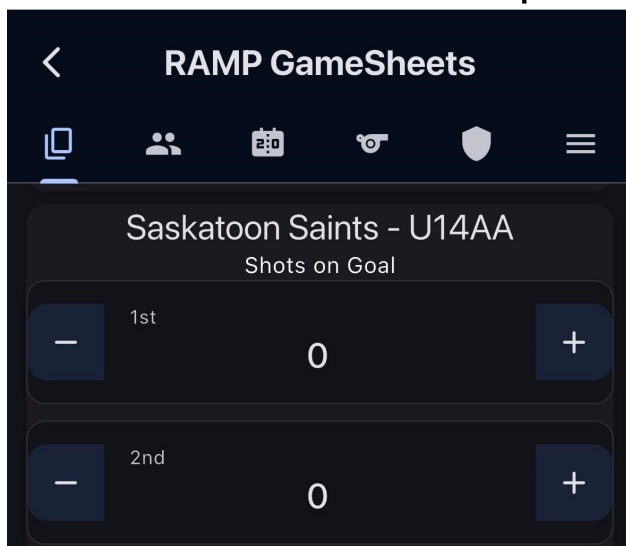 RAMP GameSheets
2:0
Saskatoon Saints - U14AA
Shots on Goal
1st
0
2nd
0